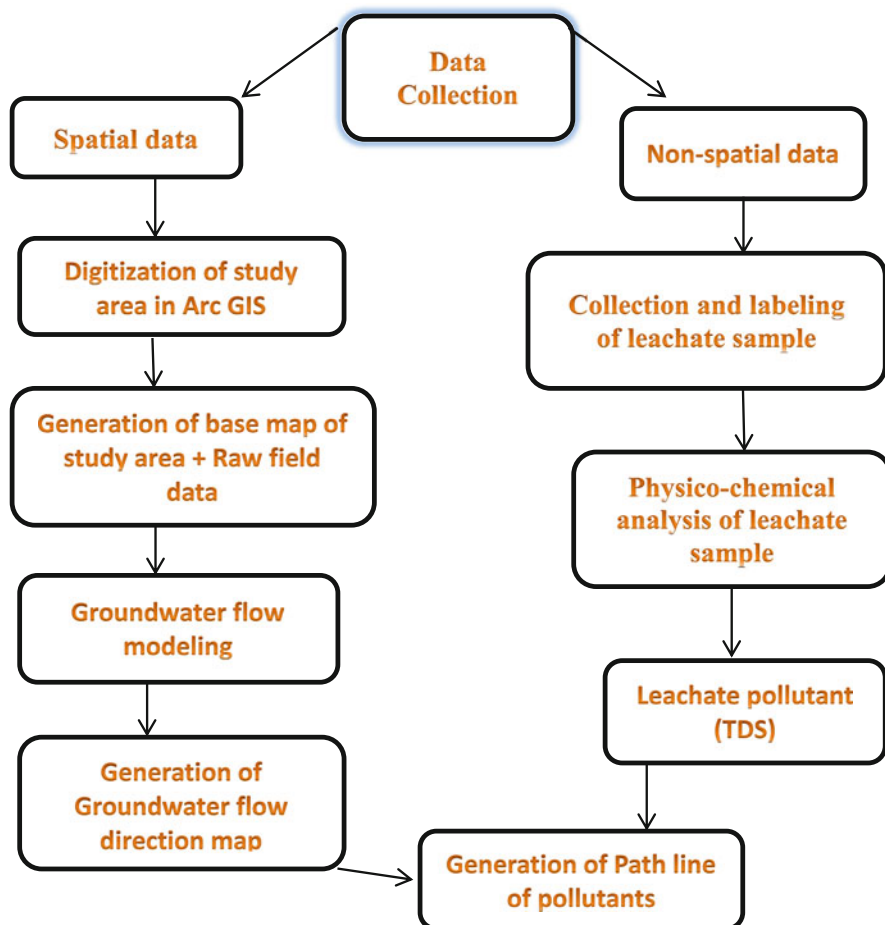 Data
Collection
Spatial data
Non-spatial data
Digitization of study
area in Arc GIS
Collection and labeling
of leachate sample
Generation of base map of
study area + Raw field
data
Physico-chemical
analysis of leachate
sample
Groundwater flow
modeling
Leachate pollutant
(TDS)
Generation of
Groundwater flow
direction map
Generation of Path line
of pollutants